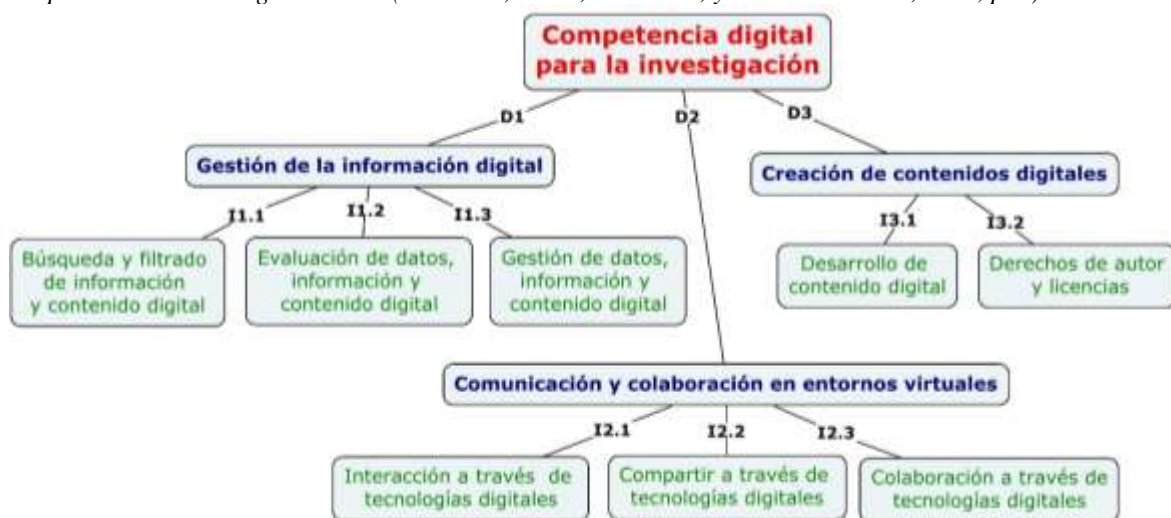 Competencia digital
para la investigación
D1
D2
D3
Gestión de la información digital
Creación de contenidos digitales
I1.1
I1.2
I1.3
I3.1
I3.2
Búsqueda y filtrado
de información
y contenido digital
Evaluación de datos,
información y
contenido digital
Gestión de datos,
información y
contenido digital
Desarrollo de
contenido digital
Derechos de autor
y licencias
Comunicación y colaboración en entornos virtuales
I2.1
I2.2
I2.3
Interacción a través de
tecnologías digitales
Compartir a través de
tecnologías digitales
Colaboración a través de
tecnologías digitales